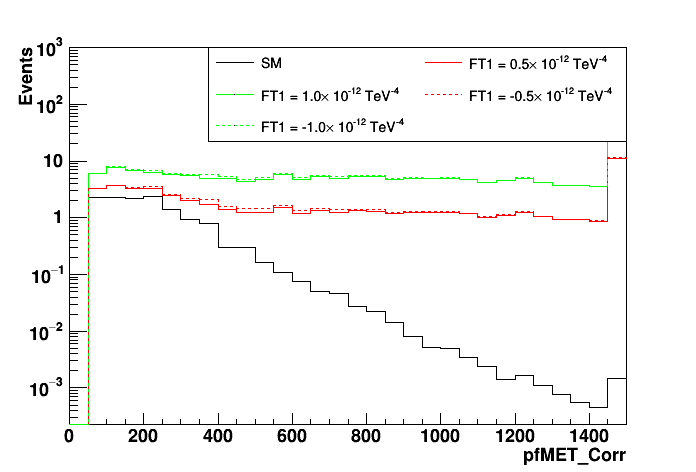 10³
Events
SM
FT1 = 0.5× 10⁻¹² TeV⁻⁴
FT1 = 1.0× 10⁻¹² TeV⁻⁴
FT1 = -0.5× 10⁻¹² TeV⁻⁴
FT1 = -1.0× 10⁻¹² TeV⁻⁴
10²
10
1
10⁻¹
10⁻²
10⁻³
0 200 400 600 800 1000 1200 1400
pfMET_Corr